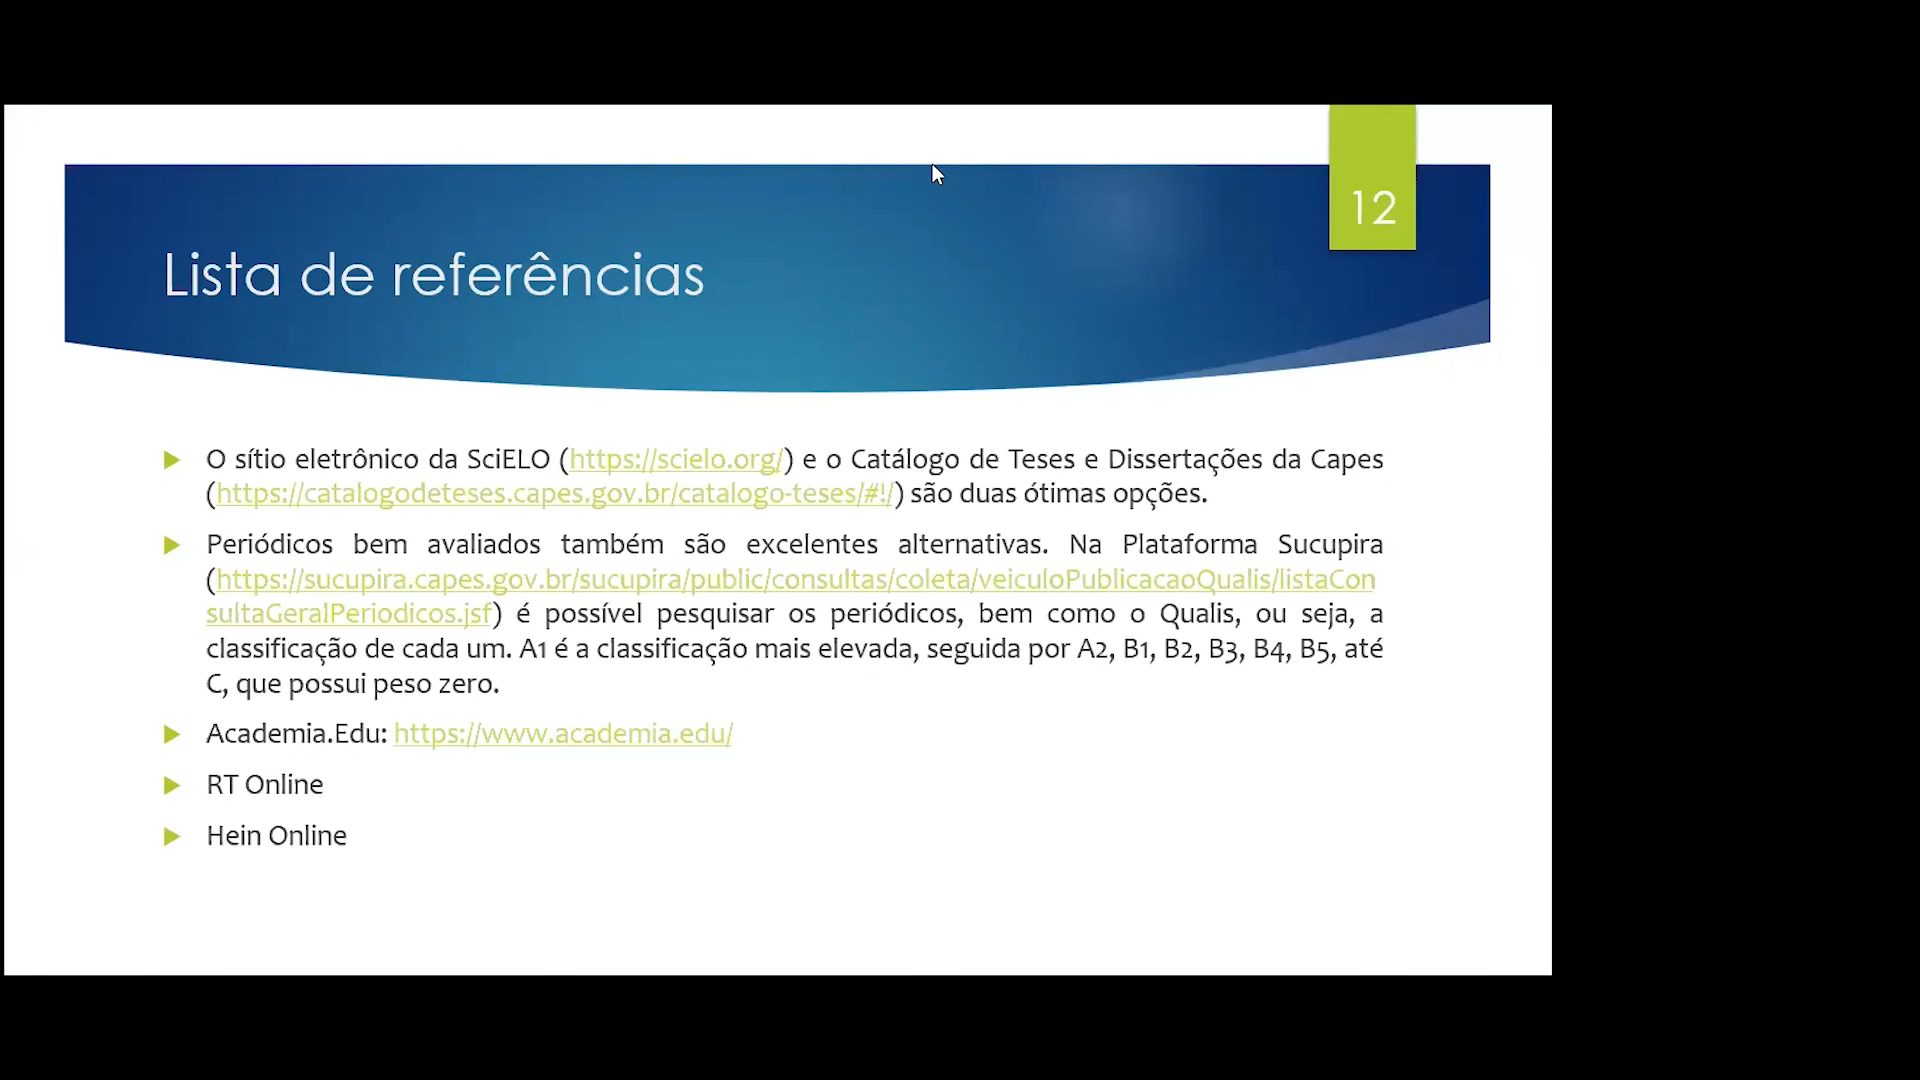 12
Lista de referências
O sítio eletrônico da SciELO (https://scielo.org/) e o Catálogo de Teses e Dissertações da Capes
(https://catalogodeteses.capes.gov.br/catalogo-teses/#!/) são duas ótimas opções.
Periódicos bem avaliados também são excelentes alternativas. Na Plataforma Sucupira
(https://sucupira.capes.gov.br/sucupira/public/consultas/coleta/veiculoPublicacaoQualis/listaCon
sultaGeralPeriodicos.jsf) é possível pesquisar os periódicos, bem como o Qualis, ou seja, a
classificação de cada um. A1 é a classificação mais elevada, seguida por A2, B1, B2, B3, B4, B5, até
C, que possui peso zero.
Academia.Edu: https://www.academia.edu/
RT Online
Hein Online